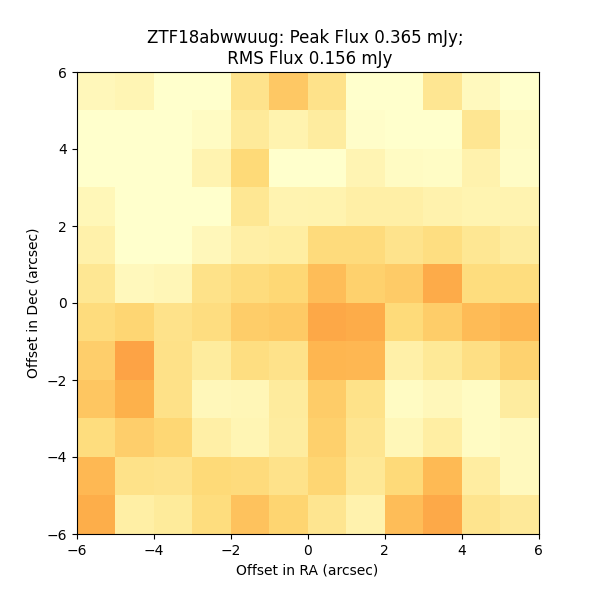 ZTF18abwwuug: Peak Flux 0.365 mJy;
RMS Flux 0.156 mJy
6
4
2
0
−2
−4
−6
Offset in Dec (arcsec)
−6 −4 −2 0 2 4 6
Offset in RA (arcsec)